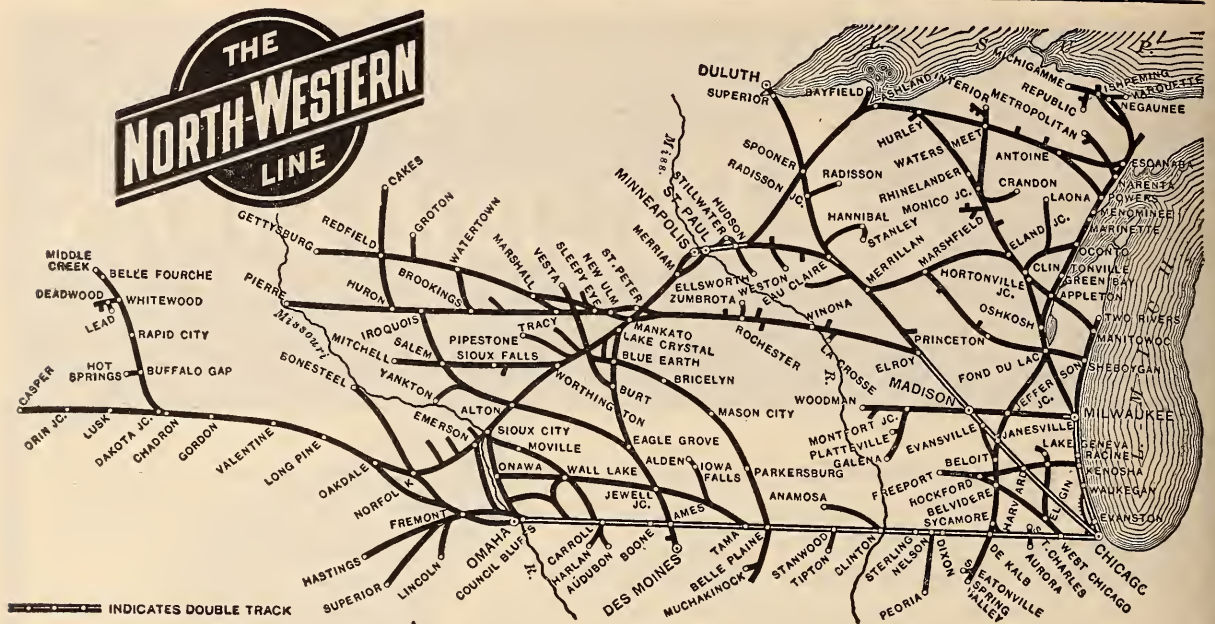 THE
NORTH-WESTERN
LINE
L. S U P.
DULUTH
SUPERIOR
BAYFIELD
ASHLAND
INTERIOR
MICHIGAMME
REPUBLIC
METROPOLITAN
ISHPEMING
MARQUETTE
NEGAUNEE
HURLEY
WATERS MEET
ANTOINE
ESCANABA
NARENTA
POWERS
MENOMINEE
MARINETTE
OCONTO
SPOONER
RADISSON JC.
RADISSON
RHINELANDER
MONICO JC.
CRANDON
LAONA
HANNIBAL
STANLEY
MERRILLAN
MARSHFIELD
ELAND JC.
CLINTONVILLE
GREEN BAY
HORTONVILLE JC.
APPLETON
TWO RIVERS
MANITOWOC
SHEBOYGAN
OSHKOSH
PRINCETON
FOND DU LAC
Miss.
R.
MINNEAPOLIS
ST. PAUL
STILLWATER
HUDSON
MERRIAM
ELLSWORTH
WESTON
EAU CLAIRE
ZUMBROTA
WINONA
ROCHESTER
LA CROSSE
ELROY
OAKES
GROTON
GETTYSBURG
REDFIELD
WATERTOWN
MARSHALL
VESTA
SLEEPY EYE
NEW ULM
ST. PETER
PIERRE
HURON
BROOKINGS
Missouri
R.
IROQUOIS
TRACY
PIPESTONE
MANKATO
LAKE CRYSTAL
BLUE EARTH
MITCHELL
SALEM
SIOUX FALLS
BRICELYN
BONESTEEL
YANKTON
WORTHINGTON
BURT
MASON CITY
MIDDLE CREEK
BELLE FOURCHE
DEADWOOD
WHITEWOOD
LEAD
RAPID CITY
HOT SPRINGS
BUFFALO GAP
CASPER
ORIN JC.
LUSK
DAKOTA JC.
CHADRON
GORDON
VALENTINE
LONG PINE
OAKDALE
NORFOLK
EMERSON
ALTON
SIOUX CITY
MOVILLE
ONAWA
WALL LAKE
EAGLE GROVE
ALDEN
IOWA FALLS
PARKERSBURG
JEWELL JC.
AMES
FREMONT
OMAHA
COUNCIL BLUFFS
HASTINGS
SUPERIOR
LINCOLN
CARROLL
HARLAN
AUDUBON
BOONE
DES MOINES
TAMA
BELLE PLAINE
MUCHAKINOCK
ANAMOSA
STANWOOD
TIPTON
CLINTON
STERLING
NELSON
DIXON
PEORIA
WOODMAN
MONTFORT JC.
PLATTEVILLE
GALENA
MADISON
EVANSVILLE
JEFFERSON JC.
JANESVILLE
MILWAUKEE
L. MICH
LAKE GENEVA
RACINE
KENOSHA
WAUKEGAN
EVANSTON
CHICAGO
BELOIT
FREEPORT
ROCKFORD
BELVIDERE
SYCAMORE
HARVARD
ELGIN
DE KALB
SEATONVILLE
SPRING VALLEY
AURORA
ST. CHARLES
WEST CHICAGO
INDICATES DOUBLE TRACK